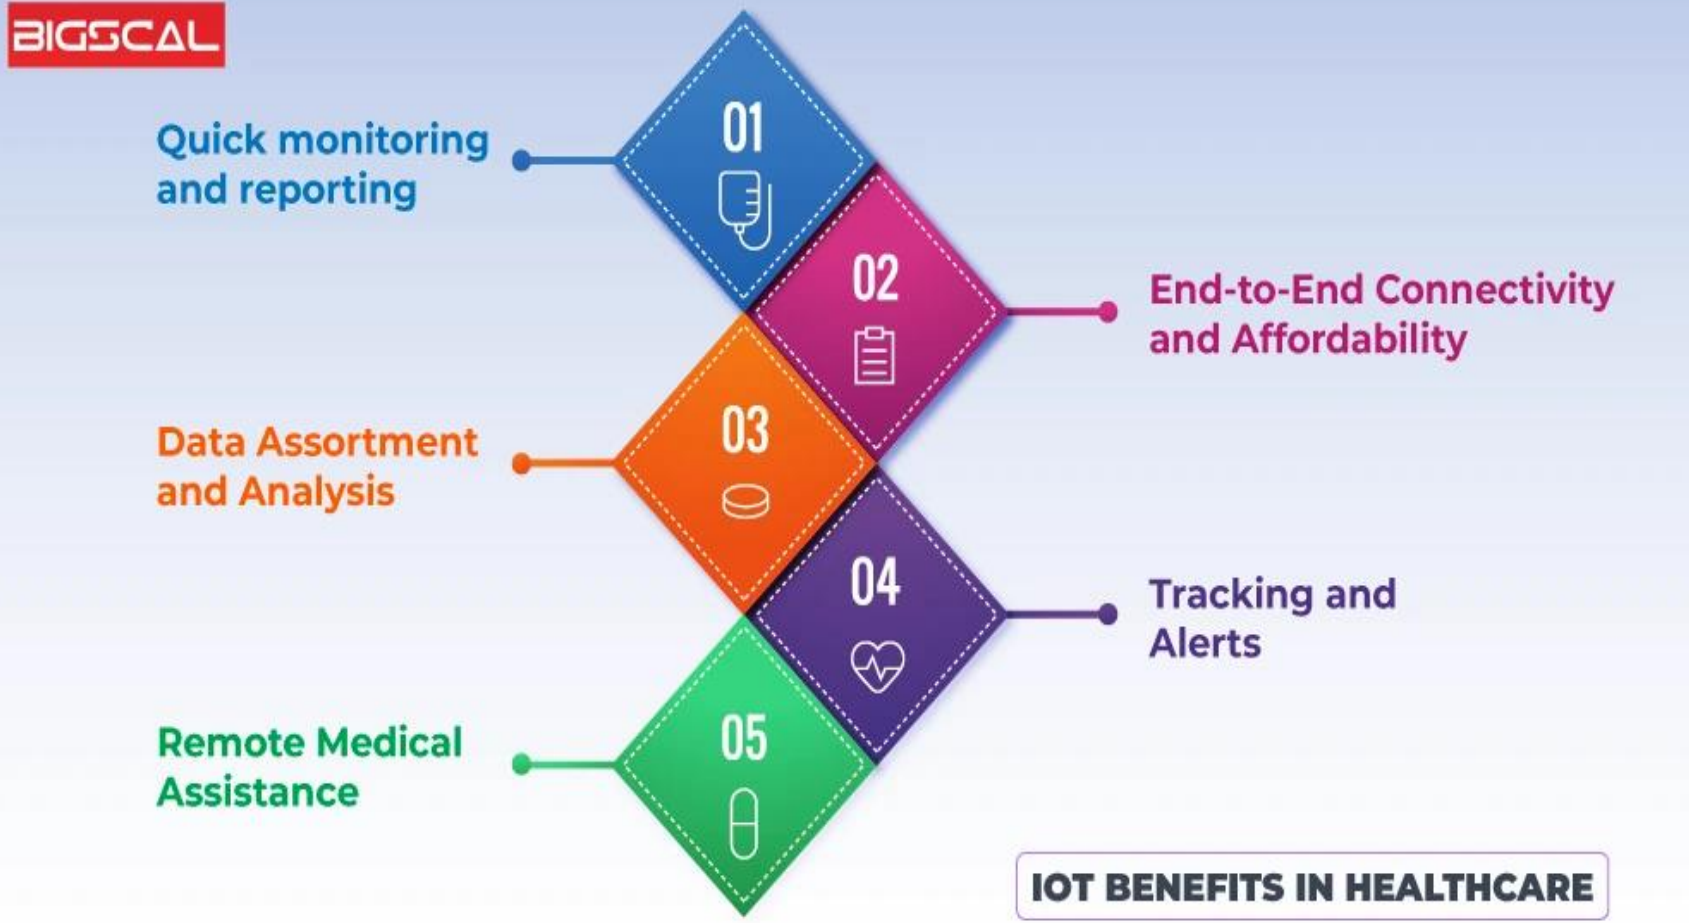 BIGSCAL
01
Quick monitoring
and reporting
02
End-to-End Connectivity
and Affordability
03
Data Assortment
and Analysis
04
Tracking and
Alerts
05
Remote Medical
Assistance
IOT BENEFITS IN HEALTHCARE